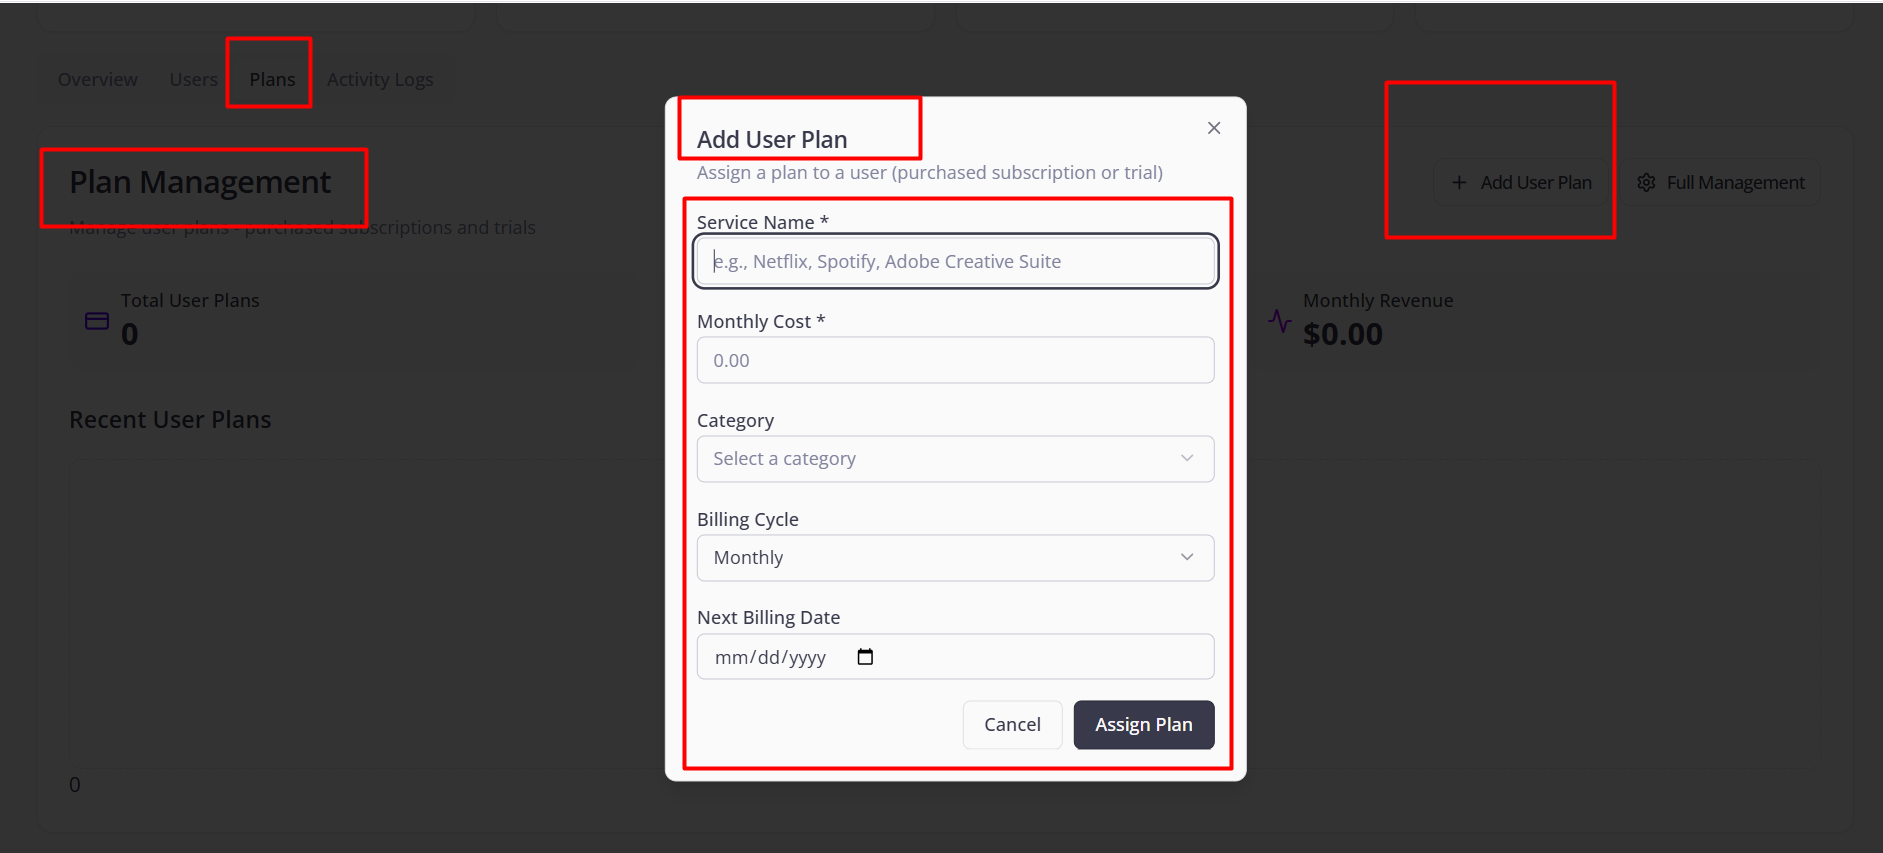 Overview Users Plans Activity Logs
Plan Management
Manage user plans - purchased subscriptions and trials
+ Add User Plan Full Management
Total User Plans
0
Monthly Revenue
$0.00
Recent User Plans
0
Add User Plan
Assign a plan to a user (purchased subscription or trial)
Service Name *
e.g., Netflix, Spotify, Adobe Creative Suite
Monthly Cost *
0.00
Category
Select a category
Billing Cycle
Monthly
Next Billing Date
mm/dd/yyyy
Cancel Assign Plan